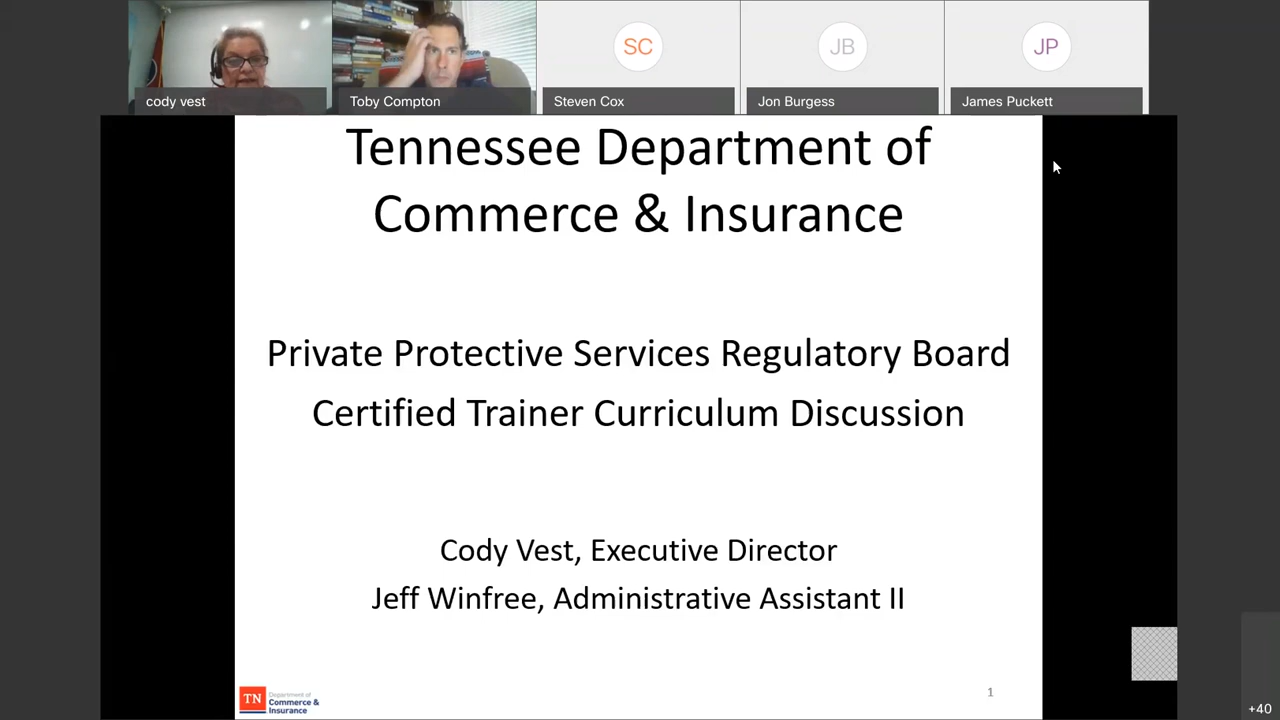 SC
JB
JP
cody vest
Toby Compton
Steven Cox
Jon Burgess
James Puckett
Tennessee Department of
Commerce & Insurance
Private Protective Services Regulatory Board
Certified Trainer Curriculum Discussion
Cody Vest, Executive Director
Jeff Winfree, Administrative Assistant II
TN
Department of
Commerce &
Insurance
1
+40